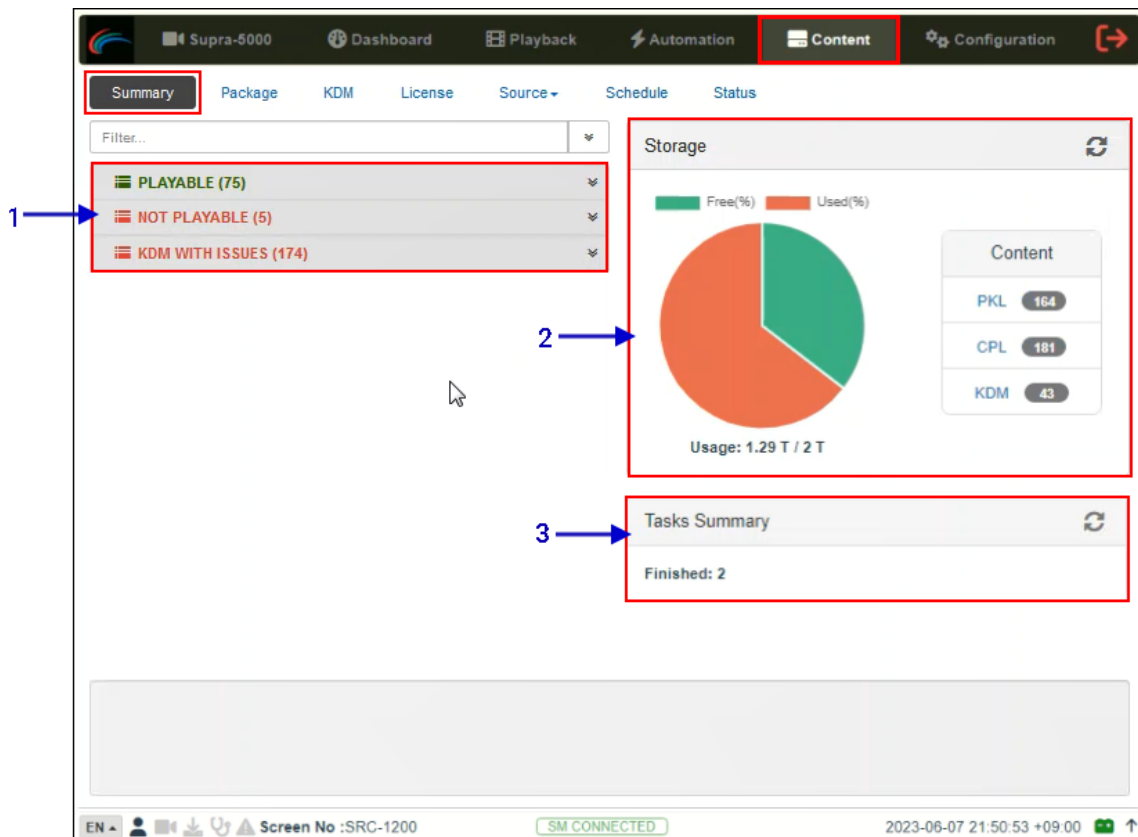 Supra-5000 Dashboard Playback Automation Content Configuration
Summary Package KDM License Source Schedule Status
Filter...
Storage
PLAYABLE (75)
1
NOT PLAYABLE (5)
KDM WITH ISSUES (174)
Free(%) Used(%)
2
Content
PKL 164
CPL 181
KDM 43
Usage: 1.29 T / 2 T
3
Tasks Summary
Finished: 2
EN Screen No :SRC-1200 SM CONNECTED 2023-06-07 21:50:53 +09:00